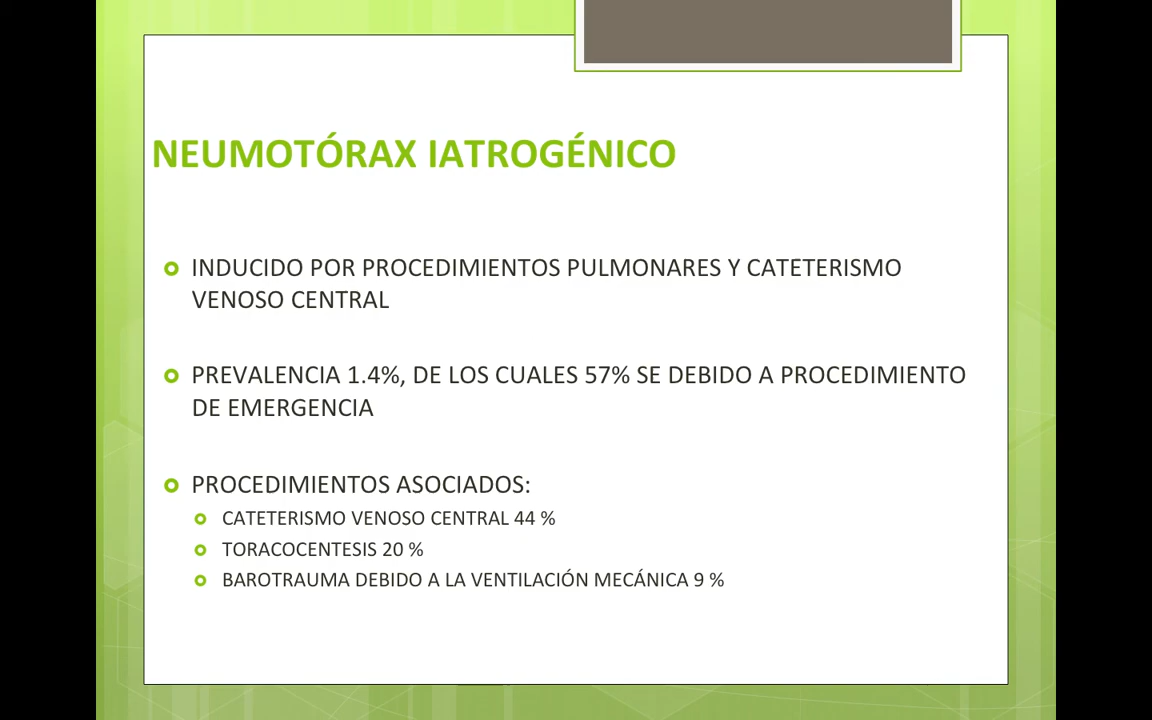 NEUMOTÓRAX IATROGÉNICO
INDUCIDO POR PROCEDIMIENTOS PULMONARES Y CATETERISMO
VENOSO CENTRAL
PREVALENCIA 1.4%, DE LOS CUALES 57% SE DEBIDO A PROCEDIMIENTO
DE EMERGENCIA
PROCEDIMIENTOS ASOCIADOS:
CATETERISMO VENOSO CENTRAL 44 %
TORACOCENTESIS 20 %
BAROTRAUMA DEBIDO A LA VENTILACIÓN MECÁNICA 9 %